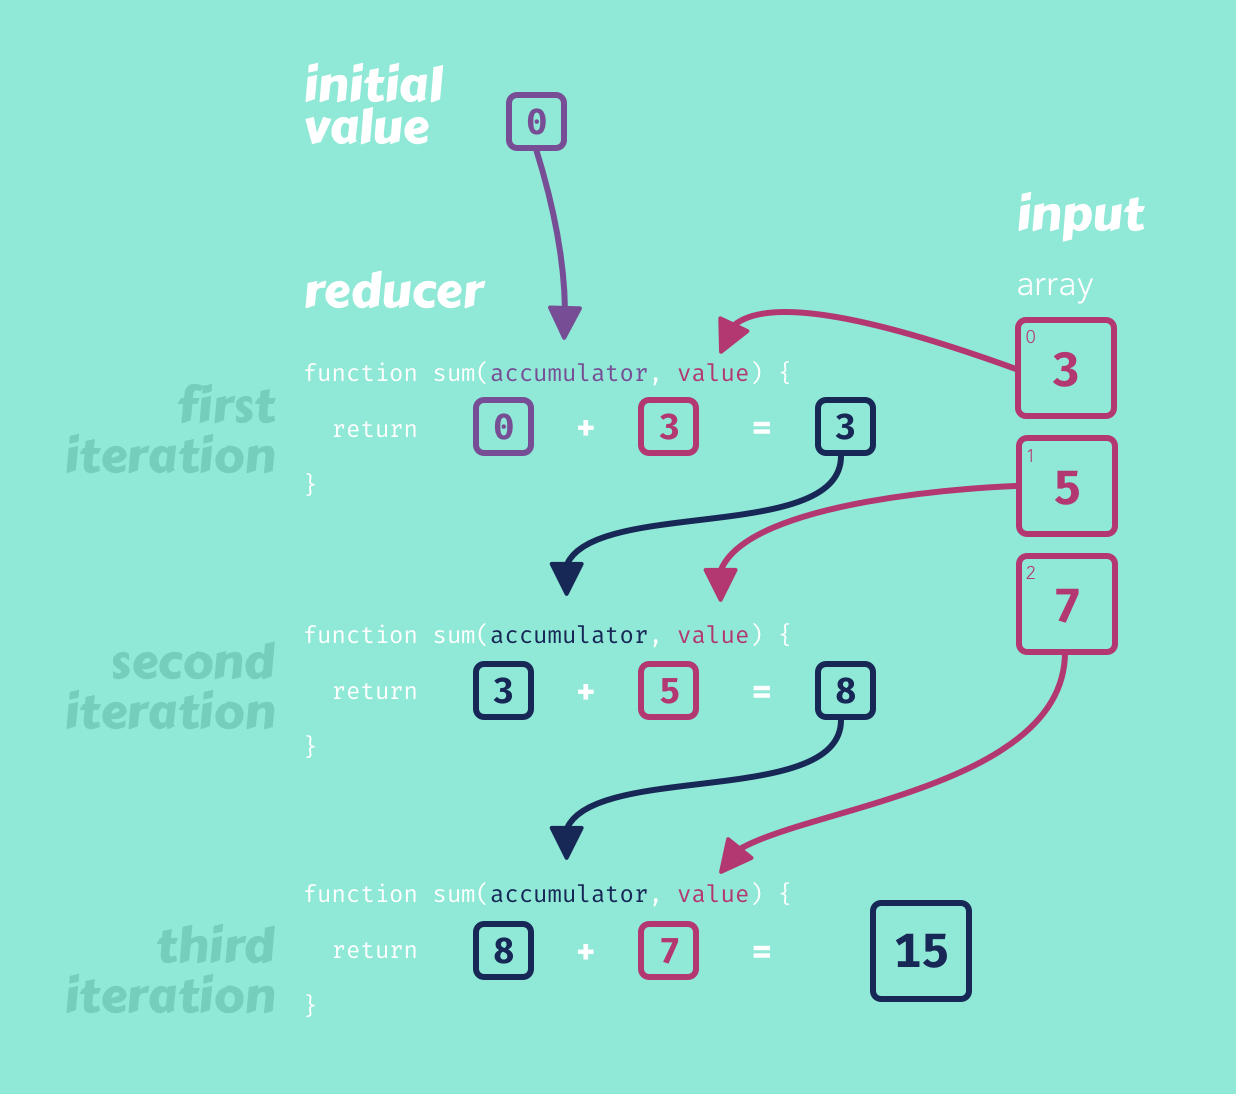 initial
value
0
input
array
reducer
0
3
function sum(accumulator, value) {
first
iteration
return 0 + 3 = 3
}
1
5
2
7
function sum(accumulator, value) {
second
iteration
return 3 + 5 = 8
}
function sum(accumulator, value) {
third
iteration
return 8 + 7 = 15
}